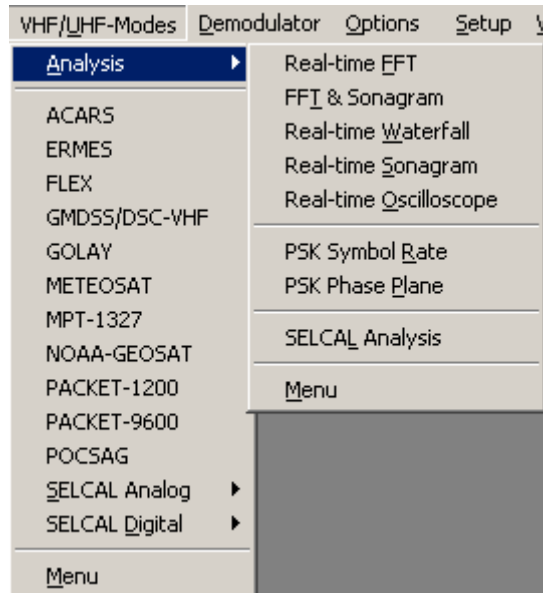 VHF/UHF-Modes Demodulator Options Setup
Analysis
ACARS
ERMES
FLEX
GMDSS/DSC-VHF
GOLAY
METEOSAT
MPT-1327
NOAA-GEOSAT
PACKET-1200
PACKET-9600
POCSAG
SELCAL Analog
SELCAL Digital
Menu
Real-time FFT
FFT & Sonagram
Real-time Waterfall
Real-time Sonagram
Real-time Oscilloscope
PSK Symbol Rate
PSK Phase Plane
SELCAL Analysis
Menu